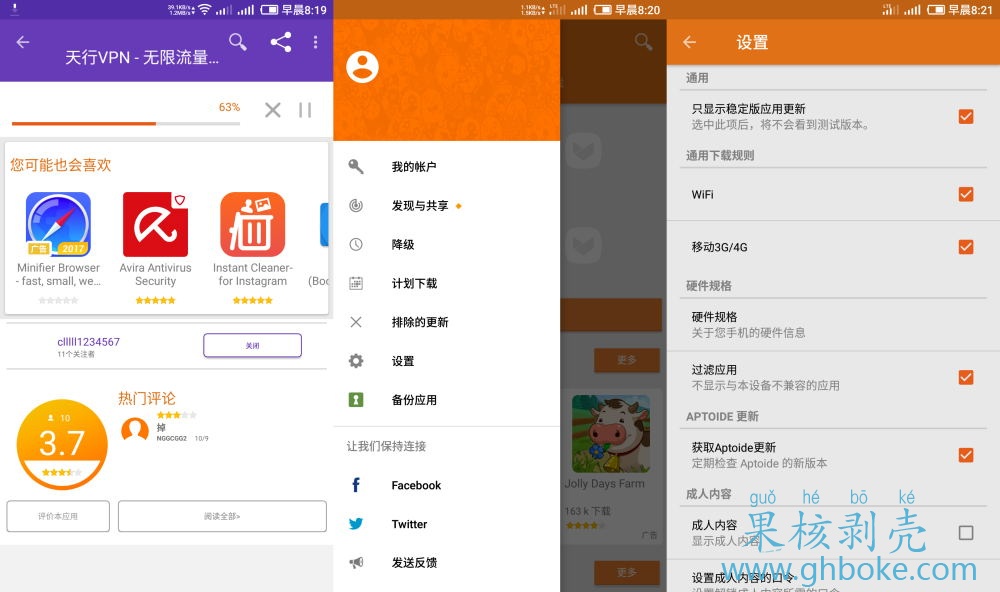 39.1KB/s
1.2MB/s
早晨8:19
天行VPN - 无限流量...
63%
您可能也会喜欢
广告
2017
Minifier Browser
- fast, small, we...
Avira Antivirus
Security
Instant Cleaner-
for Instagram
(Boo
clllll1234567
11个关注者
关闭
10
3.7
热门评论
掉
NGGCGG2 10/9
评价本应用
阅读全部>
1.1KB/s
1.5KB/s
LTE
早晨8:20
我的帐户
发现与共享
降级
计划下载
排除的更新
设置
备份应用
让我们保持连接
Facebook
Twitter
发送反馈
更多
Jolly Days Farm
163 k 下载
广告
更多
LTE
早晨8:21
设置
通用
只显示稳定版应用更新
选中此项后，将不会看到测试版本。
通用下载规则
WiFi
移动3G/4G
硬件规格
硬件规格
关于您手机的硬件信息
过滤应用
不显示与本设备不兼容的应用
APTOIDE 更新
获取Aptoide更新
定期检查 Aptoide 的新版本
成人内容
成人内容
显示成人内容
设置成人内容的口令
guǒ hé bō ké
果核剥壳
www.ghboke.com